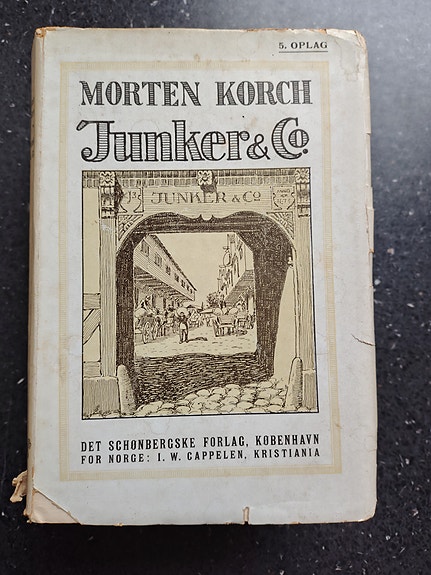 5. OPLAG
MORTEN KORCH
Junker & Co.
JUNKER & Co
DET SCHØNBERGSKE FORLAG, KØBENHAVN
FOR NORGE: I. W. CAPPELEN, KRISTIANIA